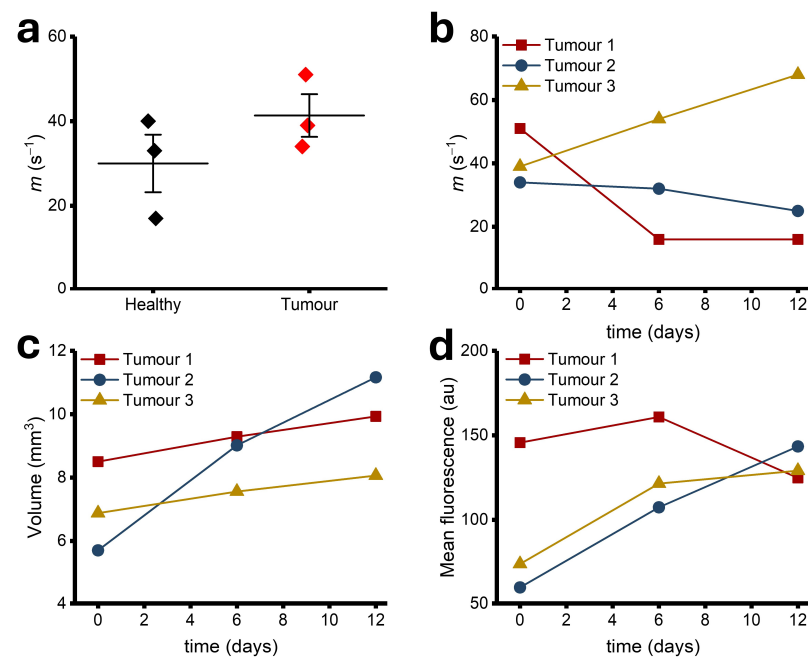 a
60
40
20
0
m (s⁻¹)
Healthy Tumour
b
80
60
40
20
0
m (s⁻¹)
Tumour 1
Tumour 2
Tumour 3
0 2 4 6 8 10 12
time (days)
c
12
10
8
6
4
Volume (mm³)
Tumour 1
Tumour 2
Tumour 3
0 2 4 6 8 10 12
time (days)
d
200
150
100
50
Mean fluorescence (au)
Tumour 1
Tumour 2
Tumour 3
0 2 4 6 8 10 12
time (days)